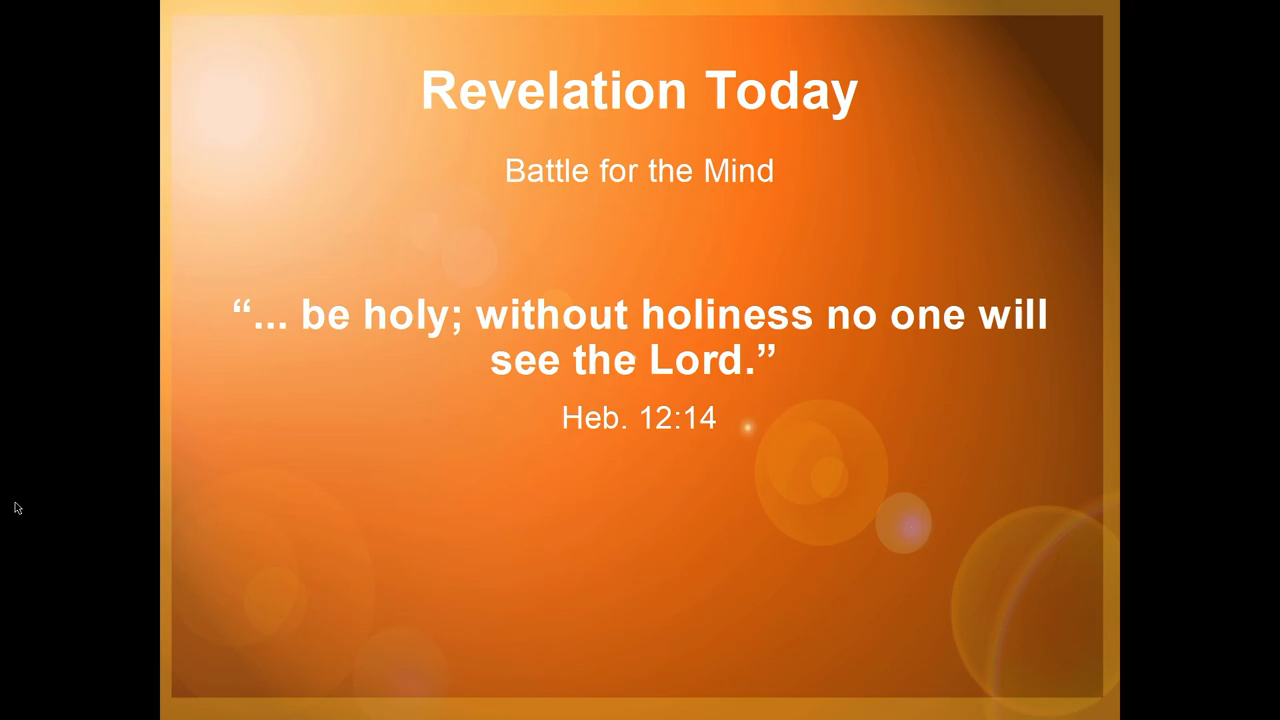 Revelation Today
Battle for the Mind
“... be holy; without holiness no one will
see the Lord.”
Heb. 12:14